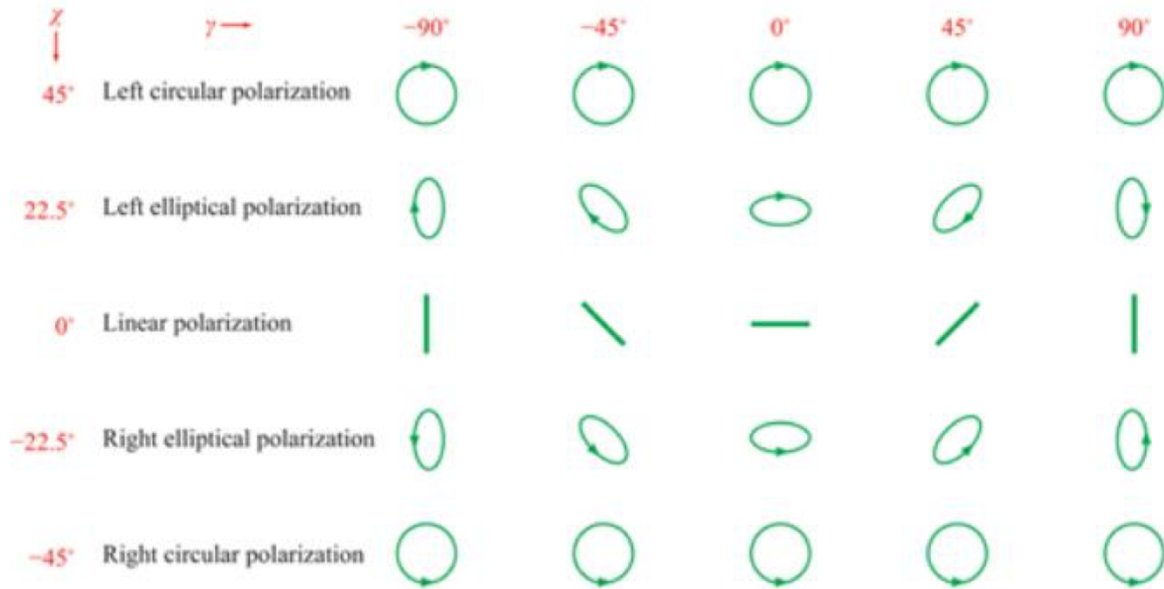 χ γ → −90° −45° 0° 45° 90°
↓
45° Left circular polarization
22.5° Left elliptical polarization
0° Linear polarization
−22.5° Right elliptical polarization
−45° Right circular polarization